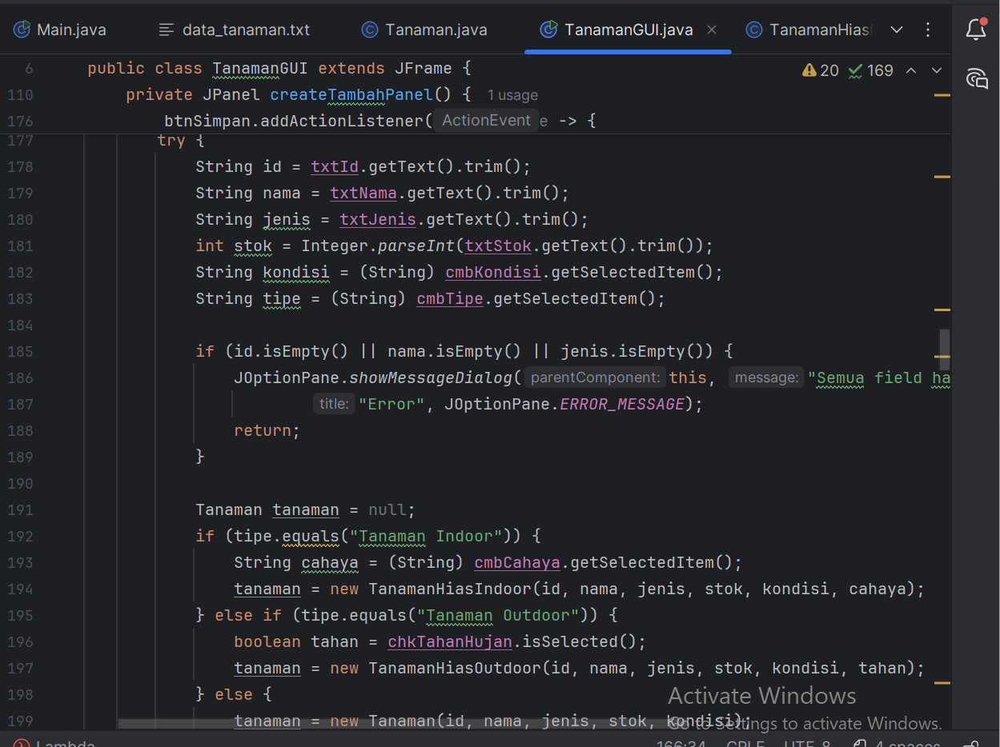 Main.java data_tanaman.txt Tanaman.java TanamanGUI.java TanamanHias
6 public class TanamanGUI extends JFrame { 20 169
110 private JPanel createTambahPanel() { 1 usage
176 btnSimpan.addActionListener( ActionEvent e -> {
177 try {
178 String id = txtId.getText().trim();
179 String nama = txtNama.getText().trim();
180 String jenis = txtJenis.getText().trim();
181 int stok = Integer.parseInt(txtStok.getText().trim());
182 String kondisi = (String) cmbKondisi.getSelectedItem();
183 String tipe = (String) cmbTipe.getSelectedItem();
184
185 if (id.isEmpty() || nama.isEmpty() || jenis.isEmpty()) {
186 JOptionPane.showMessageDialog( parentComponent: this, message: "Semua field ha
187 title: "Error", JOptionPane.ERROR_MESSAGE);
188 return;
189 }
190
191 Tanaman tanaman = null;
192 if (tipe.equals("Tanaman Indoor")) {
193 String cahaya = (String) cmbCahaya.getSelectedItem();
194 tanaman = new TanamanHiasIndoor(id, nama, jenis, stok, kondisi, cahaya);
195 } else if (tipe.equals("Tanaman Outdoor")) {
196 boolean tahan = chkTahanHujan.isSelected();
197 tanaman = new TanamanHiasOutdoor(id, nama, jenis, stok, kondisi, tahan);
198 } else {
Activate Windows
199 tanaman = new Tanaman(id, nama, jenis, stok, kondisi);
Go to Settings to activate Windows.
Lambda 166:34 CRLF UTF-8 4 spaces